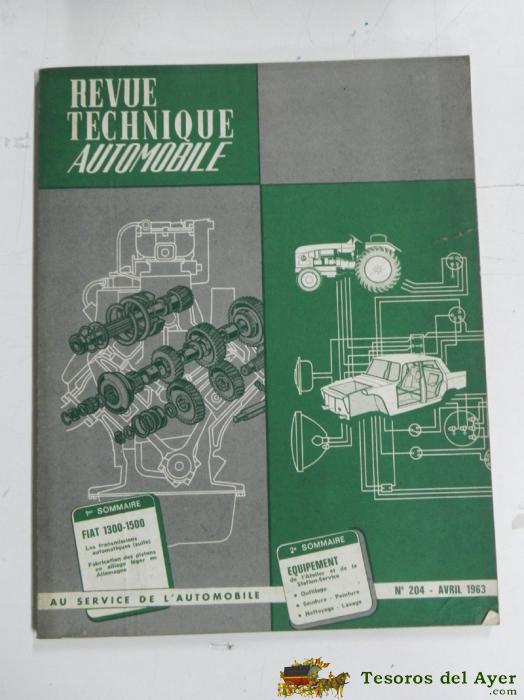 REVUE
TECHNIQUE
AUTOMOBILE
1er SOMMAIRE
FIAT 1300-1500
Les transmissions
automatiques (suite)
Fabrication des pistons
en alliage léger en
Allemagne
2e SOMMAIRE
EQUIPEMENT
de l'Atelier et de la
Station-Service
• Outillage
• Soudure - Peinture
• Nettoyage - Lavage
AU SERVICE DE L'AUTOMOBILE
N° 204 - AVRIL 1963
Tesoros del Ayer
.com